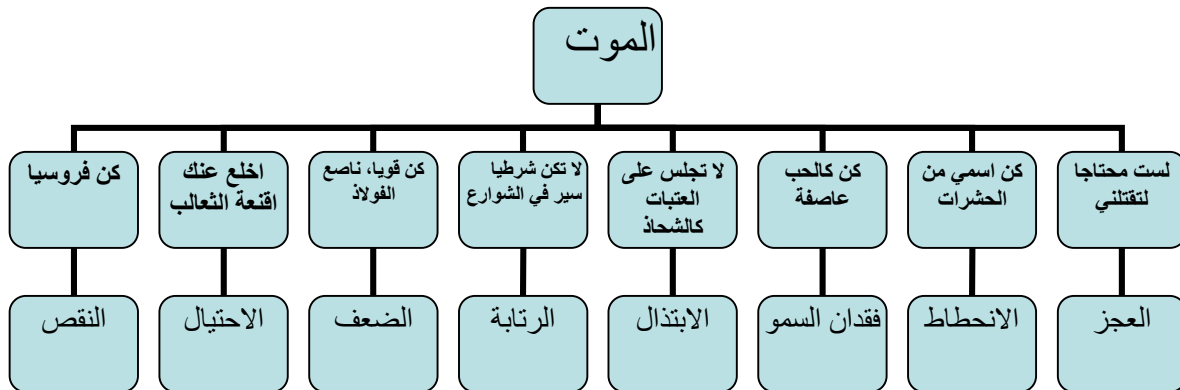 الموت
لست محتاجا
لتقتلني
كن اسمي من
الحشرات
كن كالحب
عاصفة
لا تجلس على
العتبات
كالشحاذ
لا تكن شرطيا
سير في الشوارع
كن قويا، ناصع
الفولاذ
اخلع عنك
اقنعة الثعالب
كن فروسيا
العجز
الانحطاط
فقدان السمو
الابتذال
الرتابة
الضعف
الاحتيال
النقص